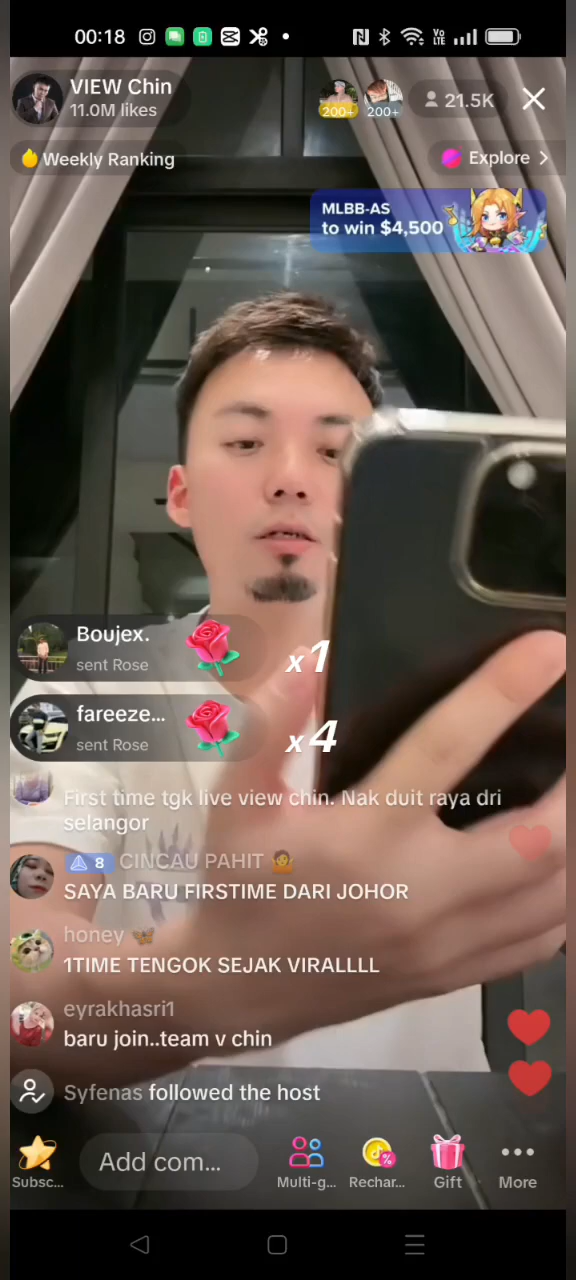 00:18
VO
LTE
VIEW Chin
11.0M likes
200+
200+
21.5K
Weekly Ranking
Explore
MLBB-AS
to win $4,500
Boujex.
sent Rose
x1
fareeze...
sent Rose
x4
First time tgk live view chin. Nak duit raya dri
selangor
8 CINCAU PAHIT
SAYA BARU FIRSTIME DARI JOHOR
honey
1TIME TENGOK SEJAK VIRALLLL
eyrakhasri1
baru join..team v chin
Syfenas followed the host
Add com...
Subsc...
Multi-g...
Rechar...
Gift
More